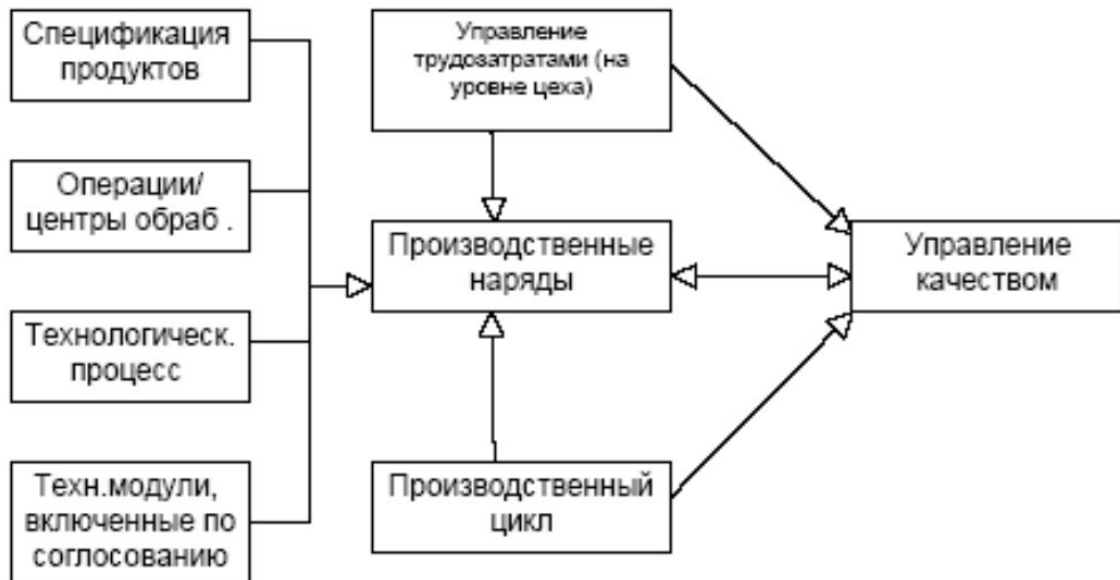 Спецификация
продуктов
Операции/
центры обраб .
Технологическ.
процесс
Техн.модули,
включенные по
соглосованию
Управление
трудозатратами (на
уровне цеха)
Производственные
наряды
Производственный
цикл
Управление
качеством